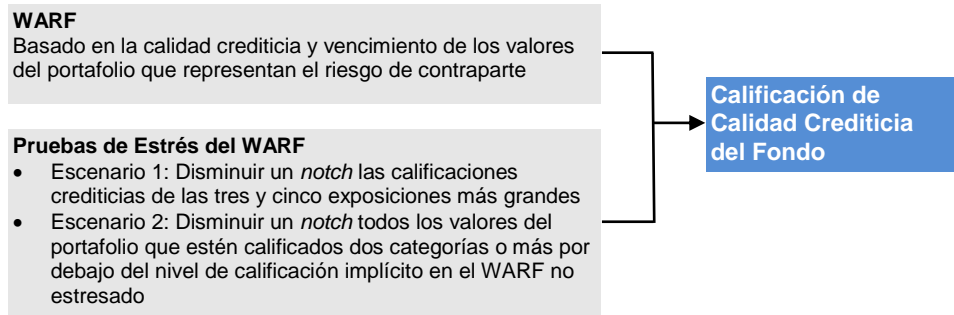 WARF
Basado en la calidad crediticia y vencimiento de los valores
del portafolio que representan el riesgo de contraparte
Pruebas de Estrés del WARF
• Escenario 1: Disminuir un notch las calificaciones
crediticias de las tres y cinco exposiciones más grandes
• Escenario 2: Disminuir un notch todos los valores del
portafolio que estén calificados dos categorías o más por
debajo del nivel de calificación implícito en el WARF no
estresado
Calificación de
Calidad Crediticia
del Fondo